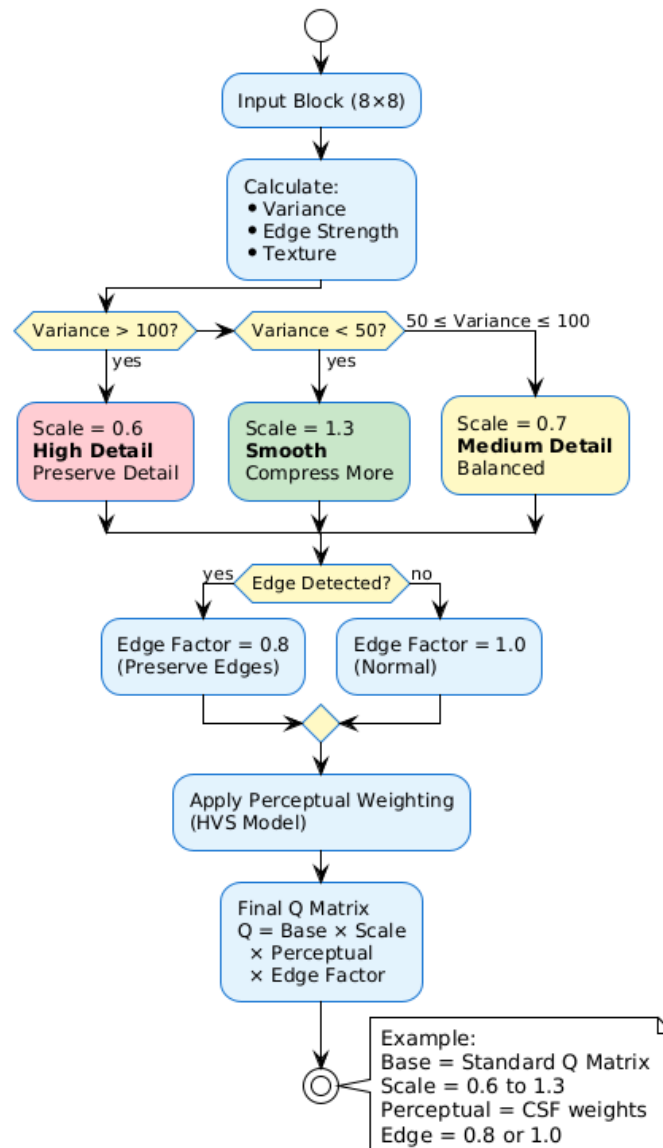 Input Block (8×8)
Calculate:
• Variance
• Edge Strength
• Texture
Variance > 100?
Variance < 50?
50 ≤ Variance ≤ 100
yes
yes
Scale = 0.6
High Detail
Preserve Detail
Scale = 1.3
Smooth
Compress More
Scale = 0.7
Medium Detail
Balanced
yes
Edge Detected?
no
Edge Factor = 0.8
(Preserve Edges)
Edge Factor = 1.0
(Normal)
Apply Perceptual Weighting
(HVS Model)
Final Q Matrix
Q = Base × Scale
× Perceptual
× Edge Factor
Example:
Base = Standard Q Matrix
Scale = 0.6 to 1.3
Perceptual = CSF weights
Edge = 0.8 or 1.0